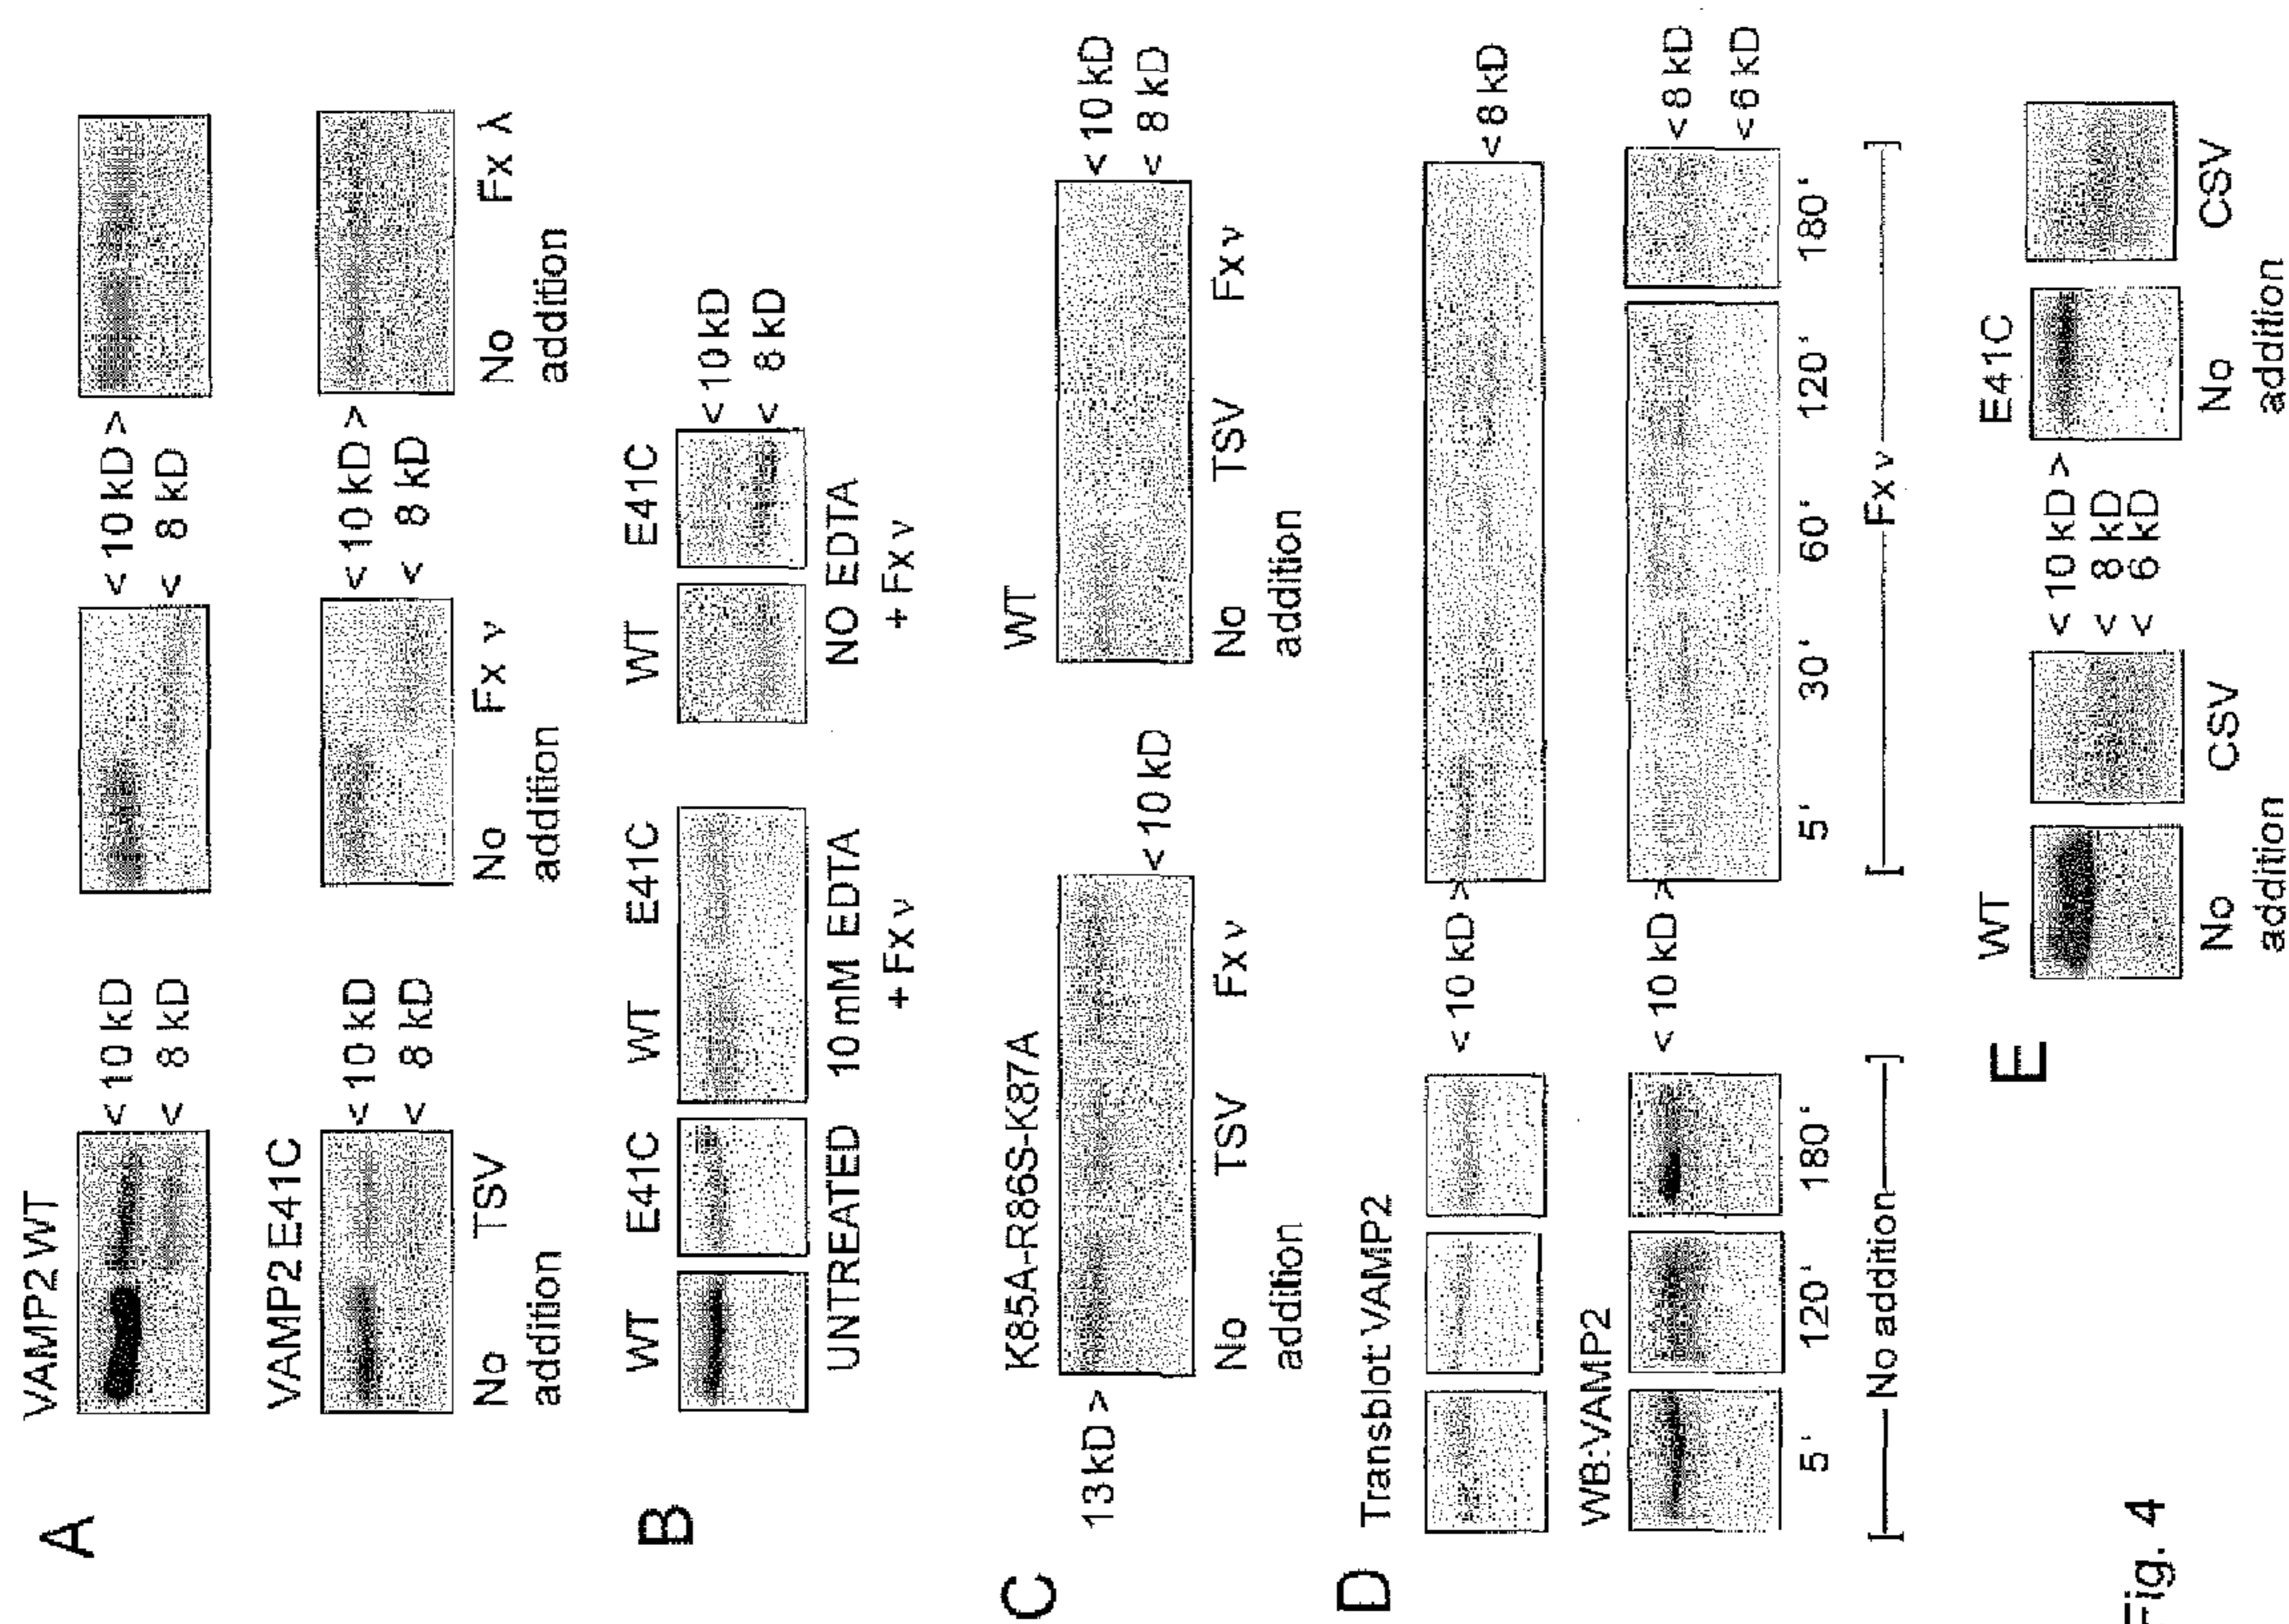 A
VAMP2 WT
< 10 kD
< 8 kD
< 10 kD >
< 8 kD
VAMP2 E41C
< 10 kD
< 8 kD
< 10 kD >
< 8 kD
No addition
TSV
No addition
Fx ν
No addition
Fx λ
B
WT
E41C
WT
E41C
WT
E41C
< 10 kD
< 8 kD
UNTREATED
10 mM EDTA
+ Fx ν
NO EDTA
+ Fx ν
C
K85A-R86S-K87A
WT
13 kD >
< 10 kD
< 10 kD
< 8 kD
No addition
TSV
Fx ν
No addition
TSV
Fx ν
D
Transblot: VAMP2
< 10 kD >
< 8 kD
WB: VAMP2
< 10 kD >
< 8 kD
< 6 kD
5' 120' 180' 5' 30' 60' 120' 180'
[No addition] [Fx ν]
E
WT
E41C
< 10 kD >
< 8 kD
< 6 kD
No addition
CSV
No addition
CSV
Fig. 4